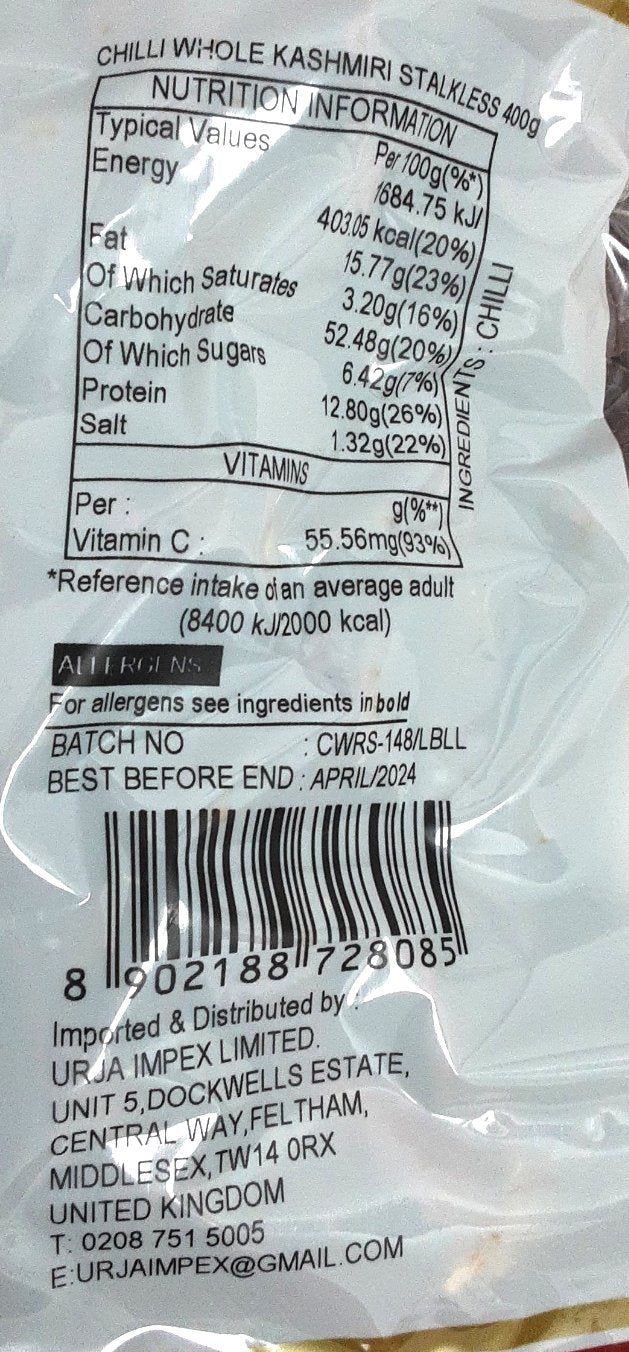 CHILLI WHOLE KASHMIRI STALKLESS 400g
NUTRITION INFORMATION
Typical Values Per 100g(%*)
Energy 1684.75 kJ/
403.05 kcal(20%)
Fat 15.77g(23%)
Of Which Saturates 3.20g(16%)
Carbohydrate 52.48g(20%)
Of Which Sugars 6.42g(7%)
Protein 12.80g(26%)
Salt 1.32g(22%)
VITAMINS
Per : g(%**)
Vitamin C : 55.56mg(93%)
INGREDIENTS : CHILLI
*Reference intake of an average adult
(8400 kJ/2000 kcal)
ALLERGENS
For allergens see ingredients in bold
BATCH NO : CWRS-148/LBLL
BEST BEFORE END : APRIL/2024
8 902188 728085
Imported & Distributed by :
URJA IMPEX LIMITED.
UNIT 5,DOCKWELLS ESTATE,
CENTRAL WAY,FELTHAM,
MIDDLESEX,TW14 0RX
UNITED KINGDOM
T: 0208 751 5005
E:URJAIMPEX@GMAIL.COM